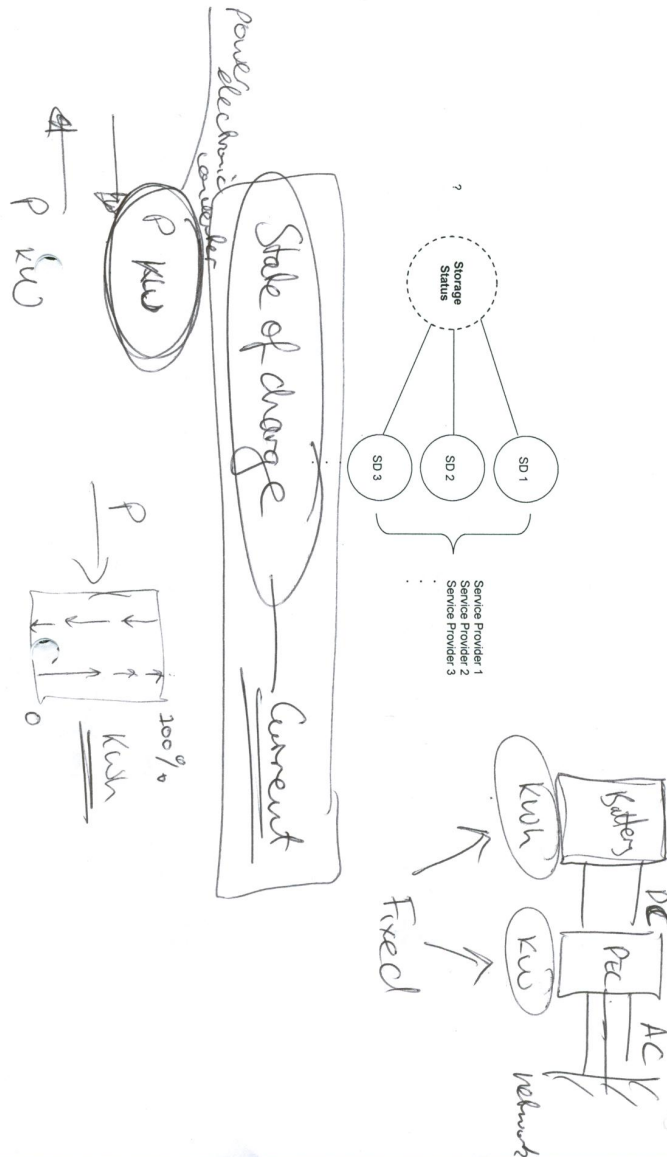 ?
Storage
Status
SD 1
SD 2
SD 3
Service Provider 1
Service Provider 2
Service Provider 3
.
.
Battery
DC
PEC
AC
network
KWh
KW
Fixed
Power
electronic
converter
State of charge
Current
P KW
P KW
P
100%
0
KWh